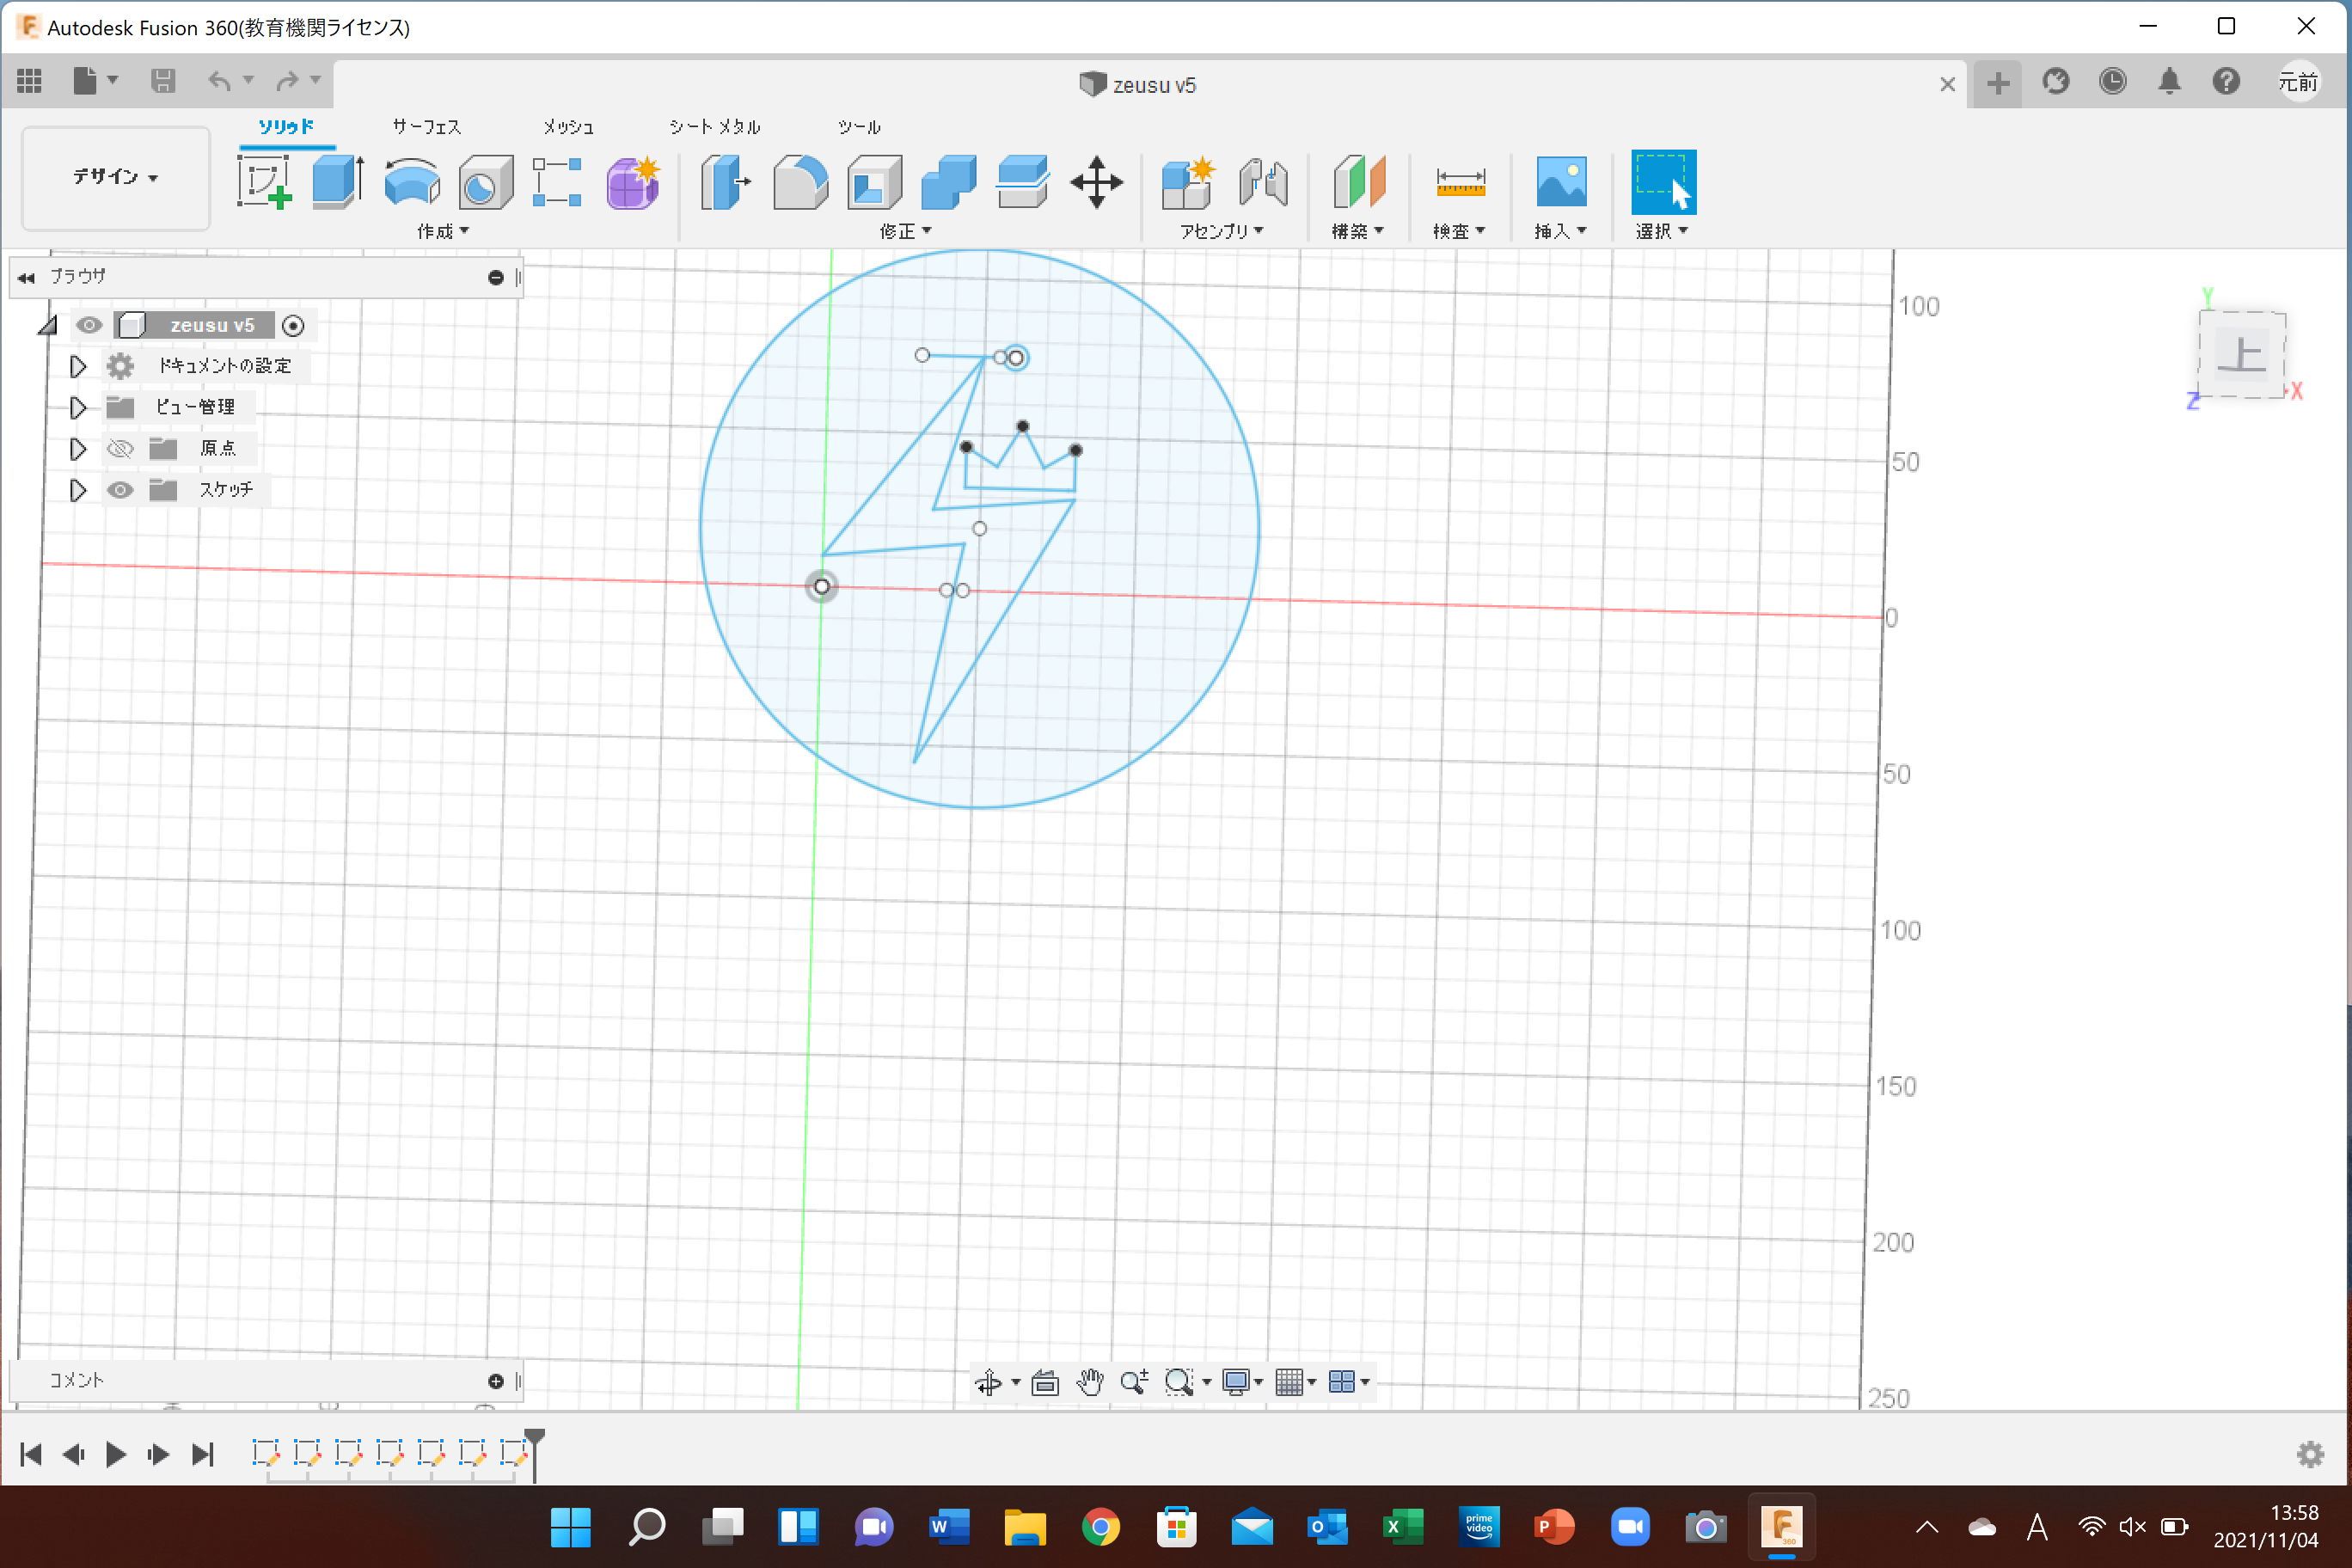 Autodesk Fusion 360(教育機関ライセンス)
zeusu v5
元前
ソリッド サーフェス メッシュ シート メタル ツール
デザイン
作成 修正 アセンブリ 構築 検査 挿入 選択
ブラウザ
zeusu v5
ドキュメントの設定
ビュー管理
原点
スケッチ
Y
上
X
Z
100
50
0
50
100
150
200
250
コメント
prime
video
360
A
13:58
2021/11/04